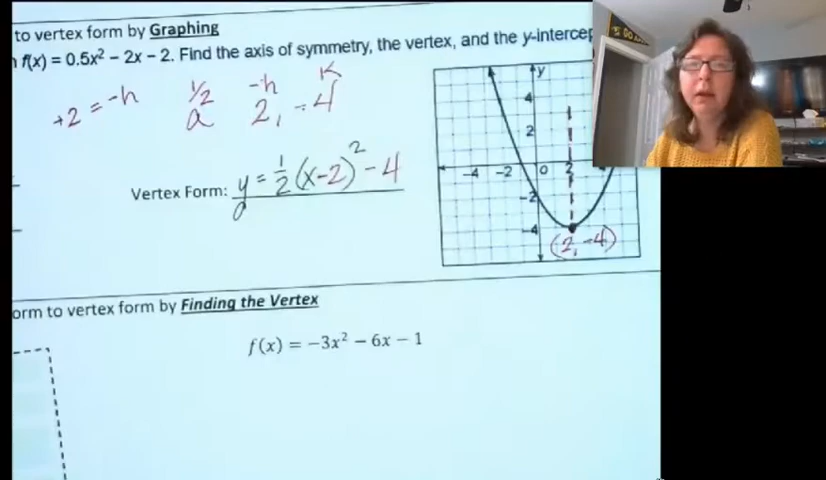 to vertex form by Graphing
f(x) = 0.5x² − 2x − 2. Find the axis of symmetry, the vertex, and the y-intercep
+2 = -h
1/2 -h K
a 2, -4
Vertex Form: y = 1/2 (x-2)² - 4
y
4
2
-4 -2 0 2
-2
-4
(2, -4)
orm to vertex form by Finding the Vertex
f(x) = −3x² − 6x − 1